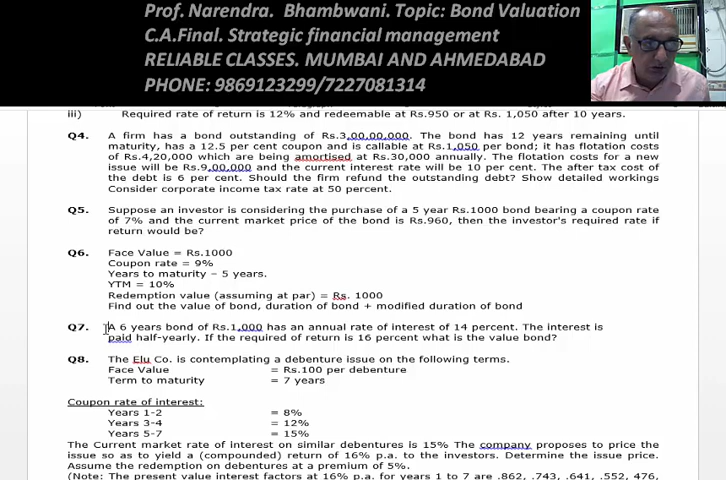 Prof. Narendra. Bhambwani. Topic: Bond Valuation
C.A.Final. Strategic financial management
RELIABLE CLASSES. MUMBAI AND AHMEDABAD
PHONE: 9869123299/7227081314
iii) Required rate of return is 12% and redeemable at Rs.950 or at Rs. 1,050 after 10 years.
Q4. A firm has a bond outstanding of Rs.3,00,00,000. The bond has 12 years remaining until
maturity, has a 12.5 per cent coupon and is callable at Rs.1,050 per bond; it has flotation costs
of Rs.4,20,000 which are being amortised at Rs.30,000 annually. The flotation costs for a new
issue will be Rs.9,00,000 and the current interest rate will be 10 per cent. The after tax cost of
the debt is 6 per cent. Should the firm refund the outstanding debt? Show detailed workings
Consider corporate income tax rate at 50 percent.
Q5. Suppose an investor is considering the purchase of a 5 year Rs.1000 bond bearing a coupon rate
of 7% and the current market price of the bond is Rs.960, then the investor's required rate if
return would be?
Q6. Face Value = Rs.1000
Coupon rate = 9%
Years to maturity – 5 years.
YTM = 10%
Redemption value (assuming at par) = Rs. 1000
Find out the value of bond, duration of bond + modified duration of bond
Q7. A 6 years bond of Rs.1,000 has an annual rate of interest of 14 percent. The interest is
paid half-yearly. If the required of return is 16 percent what is the value bond?
Q8. The Elu Co. is contemplating a debenture issue on the following terms.
Face Value = Rs.100 per debenture
Term to maturity = 7 years
Coupon rate of interest:
Years 1-2 = 8%
Years 3-4 = 12%
Years 5-7 = 15%
The Current market rate of interest on similar debentures is 15% The company proposes to price the
issue so as to yield a (compounded) return of 16% p.a. to the investors. Determine the issue price.
Assume the redemption on debentures at a premium of 5%.
(Note: The present value interest factors at 16% p.a. for years 1 to 7 are .862, .743, .641, .552, 476,